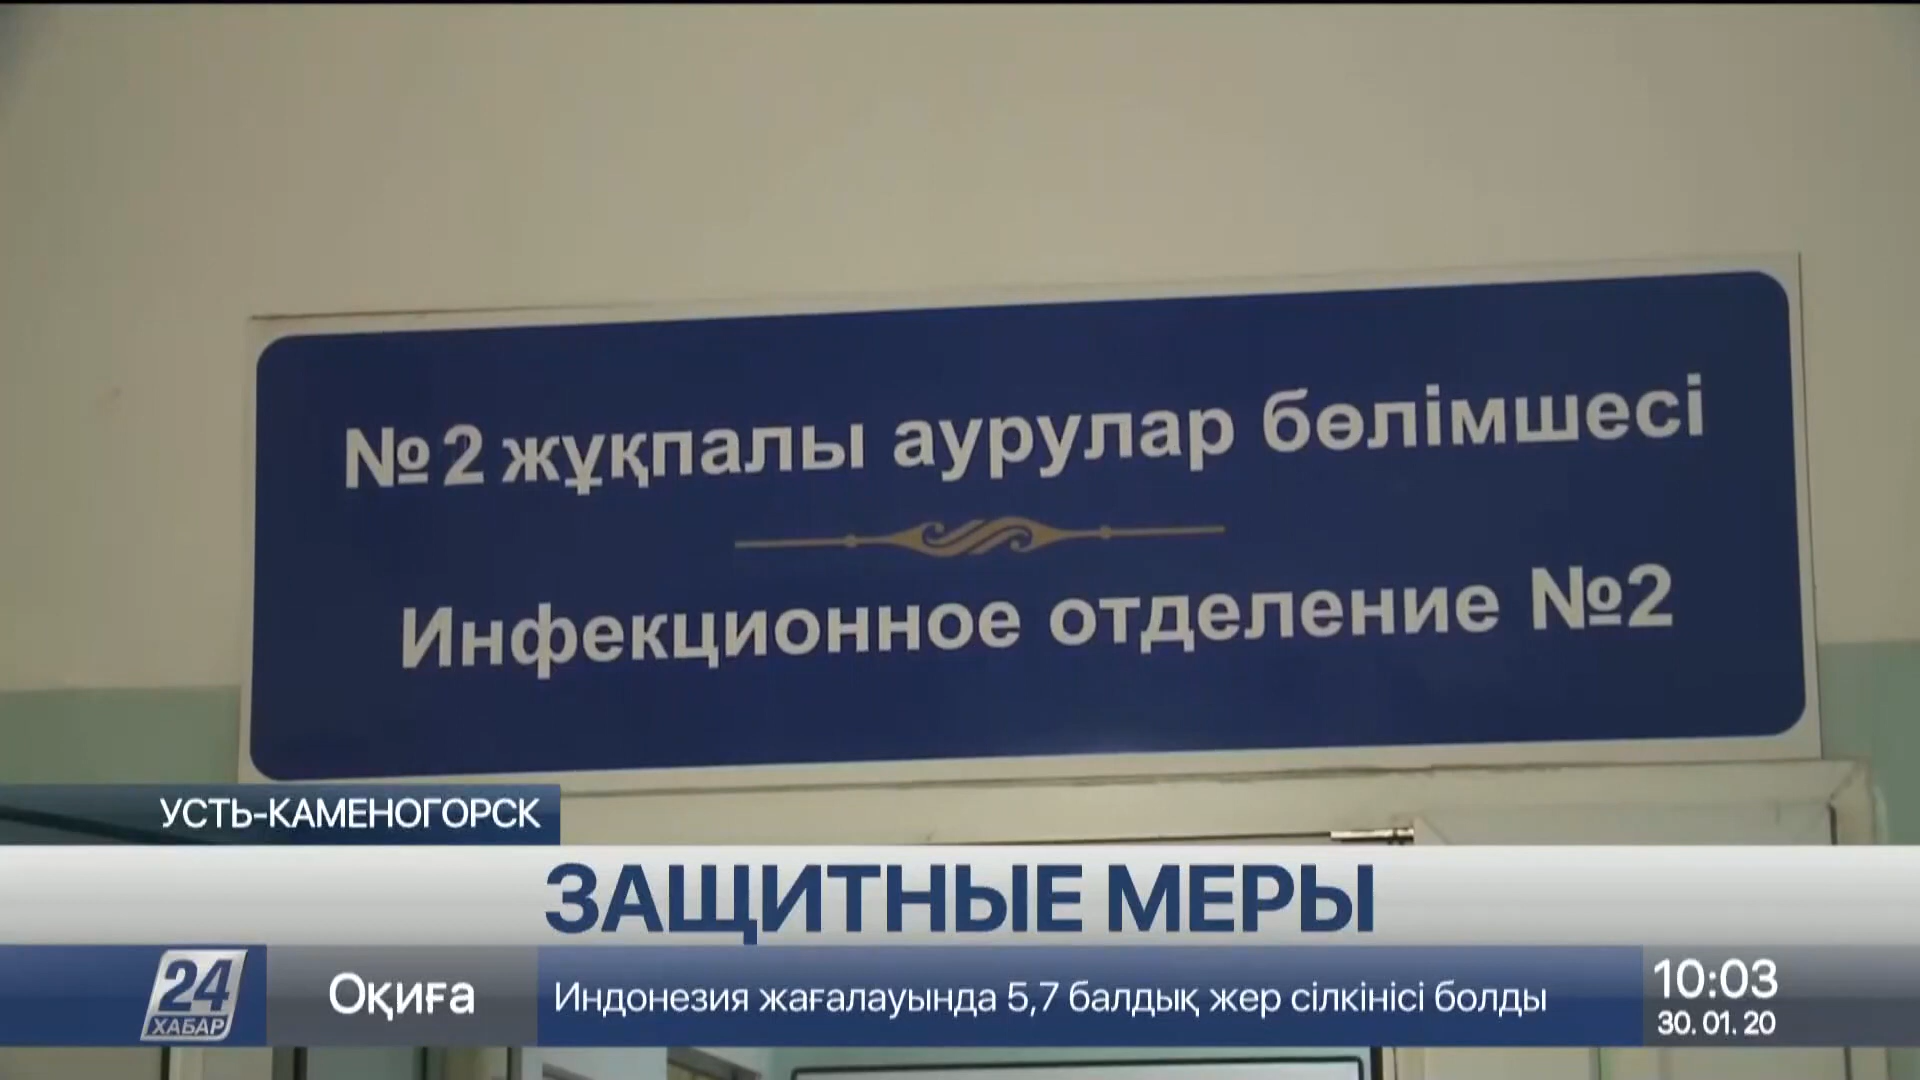 №2 жұқпалы аурулар бөлімшесі
Инфекционное отделение №2
УСТЬ-КАМЕНОГОРСК
ЗАЩИТНЫЕ МЕРЫ
24
ХАБАР
Оқиға
Индонезия жағалауында 5,7 балдық жер сілкінісі болды
10:03
30. 01. 20